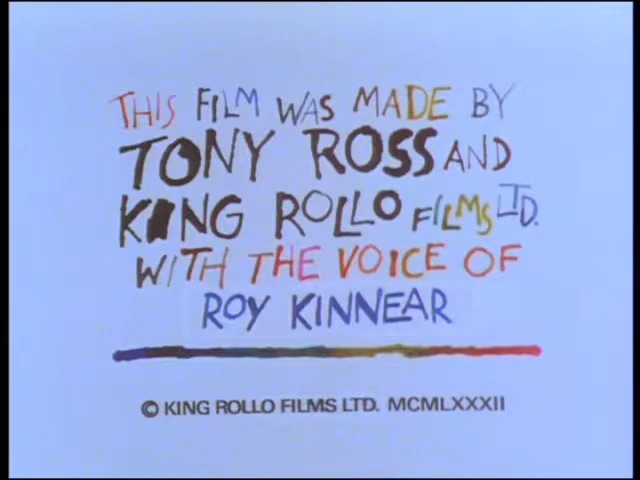 THIS FILM WAS MADE BY
TONY ROSS AND
KING ROLLO FILMS LTD.
WITH THE VOICE OF
ROY KINNEAR
© KING ROLLO FILMS LTD. MCMLXXXII